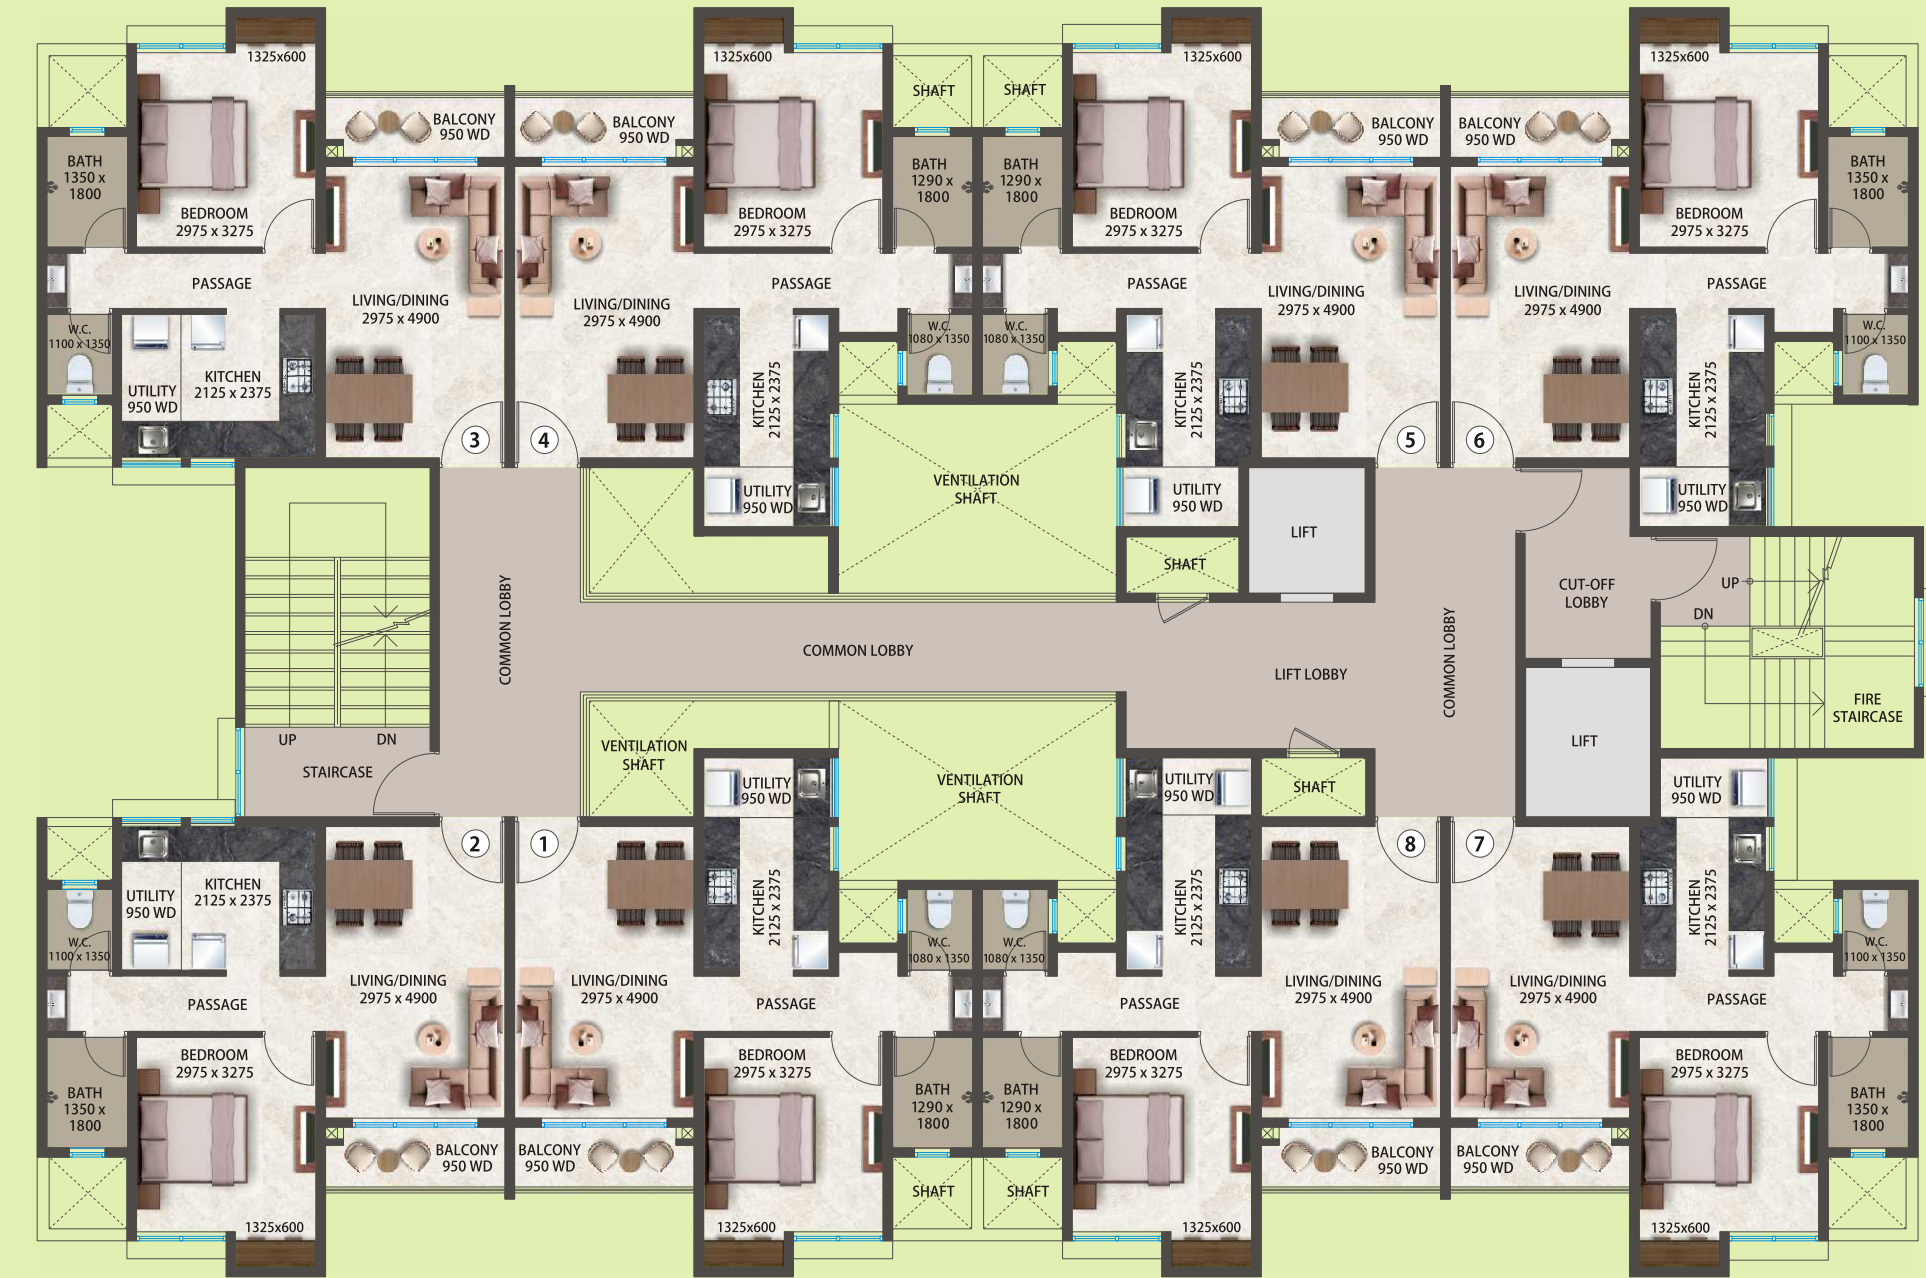 1325x600
BALCONY
950 WD
BATH
1350 x
1800
BEDROOM
2975 x 3275
PASSAGE
LIVING/DINING
2975 x 4900
W.C.
1100 x 1350
UTILITY
950 WD
KITCHEN
2125 x 2375
3
1325x600
BALCONY
950 WD
SHAFT
BATH
1290 x
1800
BEDROOM
2975 x 3275
PASSAGE
LIVING/DINING
2975 x 4900
W.C.
1080 x 1350
KITCHEN
2125 x 2375
UTILITY
950 WD
4
1325x600
SHAFT
BALCONY
950 WD
BATH
1290 x
1800
BEDROOM
2975 x 3275
PASSAGE
LIVING/DINING
2975 x 4900
W.C.
1080 x 1350
KITCHEN
2125 x 2375
UTILITY
950 WD
5
1325x600
BALCONY
950 WD
BATH
1350 x
1800
BEDROOM
2975 x 3275
PASSAGE
LIVING/DINING
2975 x 4900
W.C.
1100 x 1350
KITCHEN
2125 x 2375
UTILITY
950 WD
6
VENTILATION
SHAFT
SHAFT
LIFT
CUT-OFF
LOBBY
UP
DN
FIRE
STAIRCASE
COMMON LOBBY
COMMON LOBBY
LIFT LOBBY
COMMON LOBBY
LIFT
UP
DN
STAIRCASE
VENTILATION
SHAFT
VENTILATION
SHAFT
SHAFT
2
UTILITY
950 WD
KITCHEN
2125 x 2375
W.C.
1100 x 1350
PASSAGE
LIVING/DINING
2975 x 4900
BEDROOM
2975 x 3275
BATH
1350 x
1800
BALCONY
950 WD
1325x600
1
UTILITY
950 WD
KITCHEN
2125 x 2375
W.C.
1080 x 1350
LIVING/DINING
2975 x 4900
PASSAGE
BEDROOM
2975 x 3275
BATH
1290 x
1800
BALCONY
950 WD
SHAFT
1325x600
8
UTILITY
950 WD
KITCHEN
2125 x 2375
W.C.
1080 x 1350
LIVING/DINING
2975 x 4900
PASSAGE
BEDROOM
2975 x 3275
BATH
1290 x
1800
BALCONY
950 WD
SHAFT
1325x600
7
UTILITY
950 WD
KITCHEN
2125 x 2375
W.C.
1100 x 1350
LIVING/DINING
2975 x 4900
PASSAGE
BEDROOM
2975 x 3275
BATH
1350 x
1800
BALCONY
950 WD
1325x600